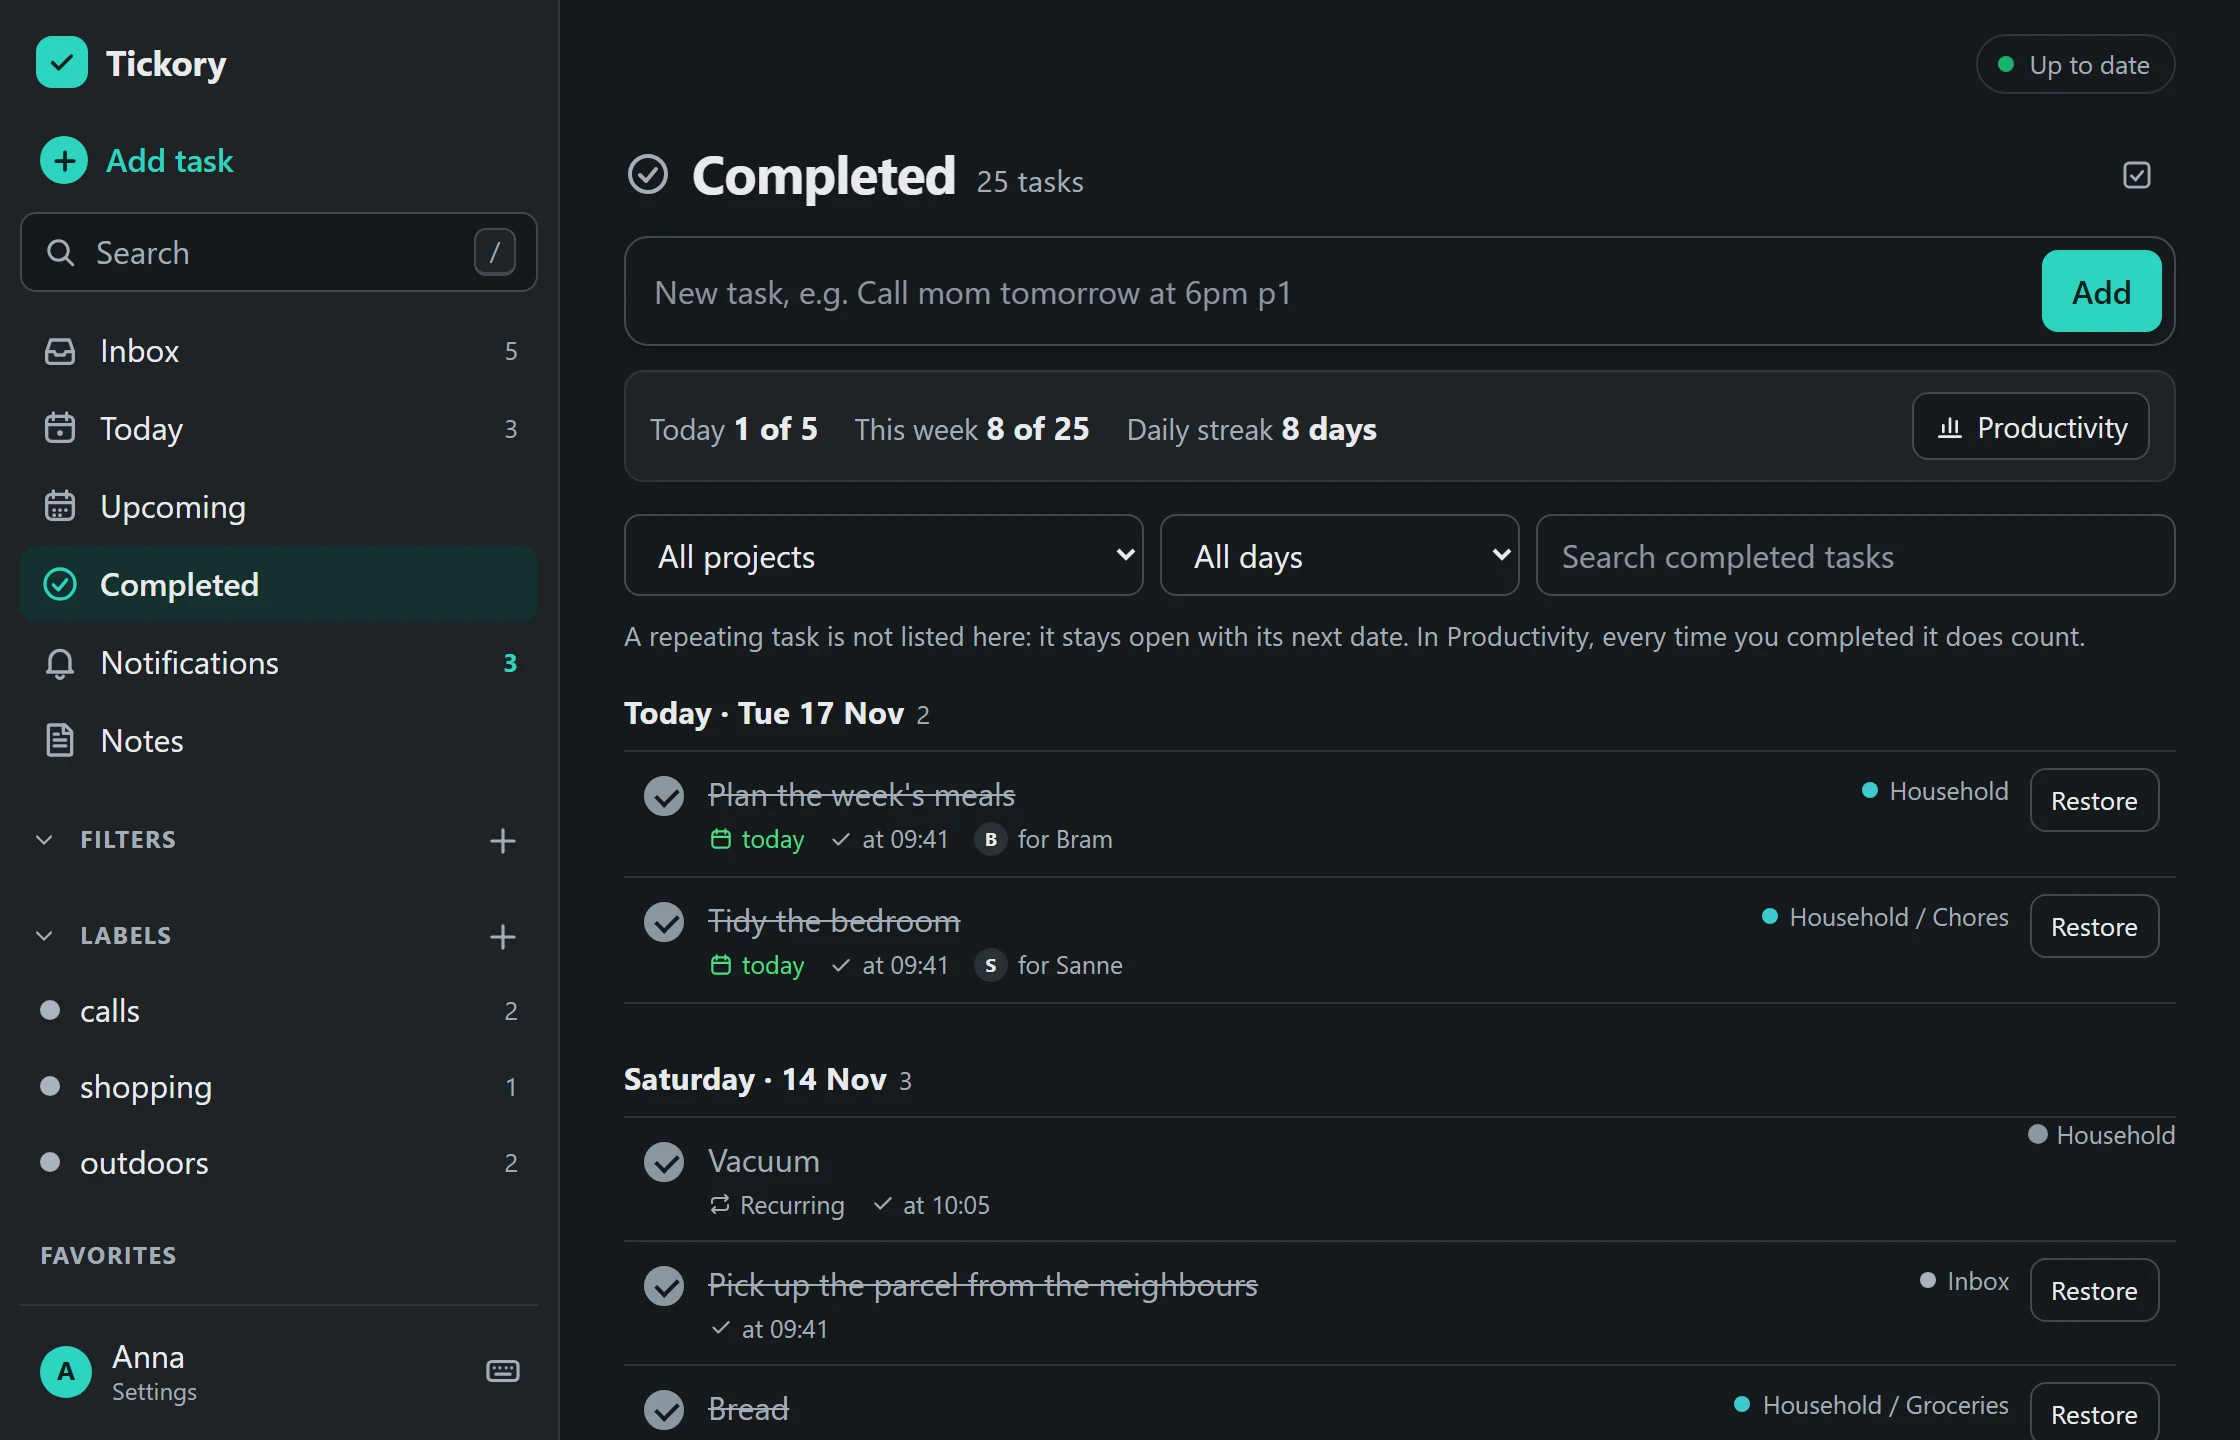 Tickory
Add task
Search /
Inbox 5
Today 3
Upcoming
Completed
Notifications 3
Notes
FILTERS
LABELS
calls 2
shopping 1
outdoors 2
FAVORITES
A Anna
Settings
Up to date
Completed 25 tasks
New task, e.g. Call mom tomorrow at 6pm p1 Add
Today 1 of 5 This week 8 of 25 Daily streak 8 days Productivity
All projects All days Search completed tasks
A repeating task is not listed here: it stays open with its next date. In Productivity, every time you completed it does count.
Today · Tue 17 Nov 2
Plan the week's meals Household Restore
today at 09:41 B for Bram
Tidy the bedroom Household / Chores Restore
today at 09:41 S for Sanne
Saturday · 14 Nov 3
Vacuum Household
Recurring at 10:05
Pick up the parcel from the neighbours Inbox Restore
at 09:41
Bread Household / Groceries Restore